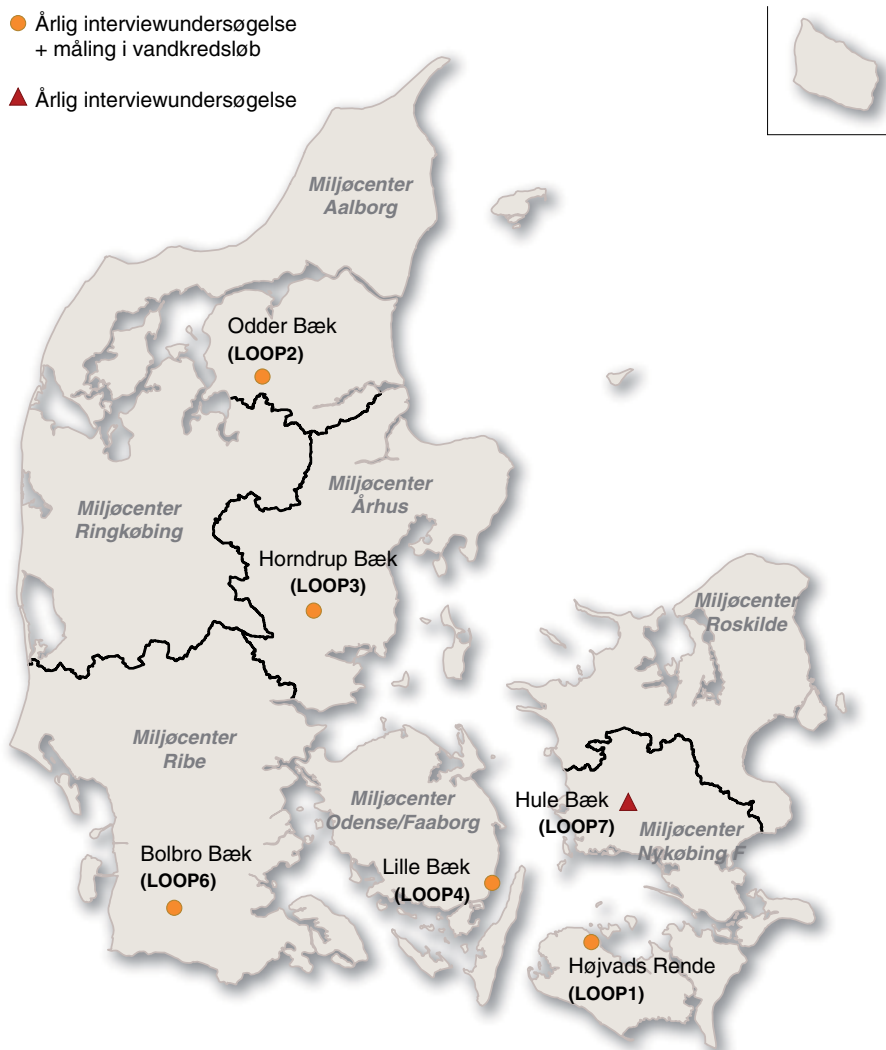 Årlig interviewundersøgelse
+ måling i vandkredsløb
Årlig interviewundersøgelse
Miljøcenter
Aalborg
Odder Bæk
(LOOP2)
Miljøcenter
Ringkøbing
Miljøcenter
Århus
Horndrup Bæk
(LOOP3)
Miljøcenter
Roskilde
Miljøcenter
Ribe
Miljøcenter
Odense/Faaborg
Hule Bæk
(LOOP7)
Miljøcenter
Nykøbing F
Bolbro Bæk
(LOOP6)
Lille Bæk
(LOOP4)
Højvads Rende
(LOOP1)